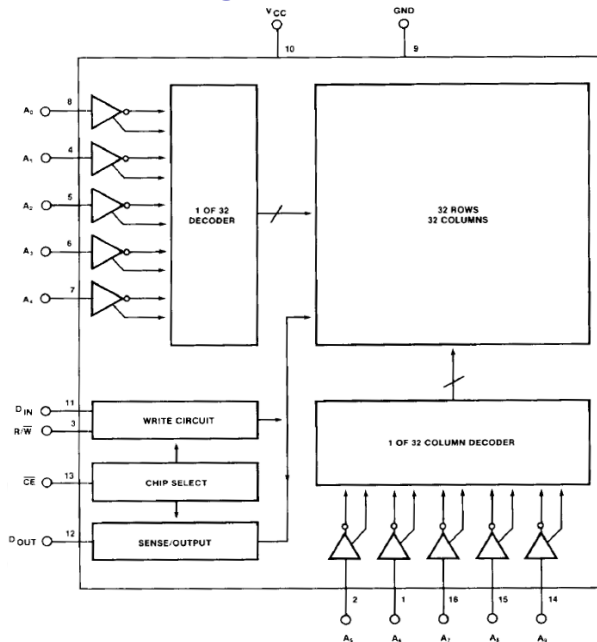 VCC
GND
10
9
A0
8
A1
4
A2
5
A3
6
A4
7
1 OF 32
DECODER
32 ROWS
32 COLUMNS
DIN
11
R/W̅
3
WRITE CIRCUIT
C̅E̅
13
CHIP SELECT
DOUT
12
SENSE/OUTPUT
1 OF 32 COLUMN DECODER
2
1
16
15
14
A5
A6
A7
A8
A9